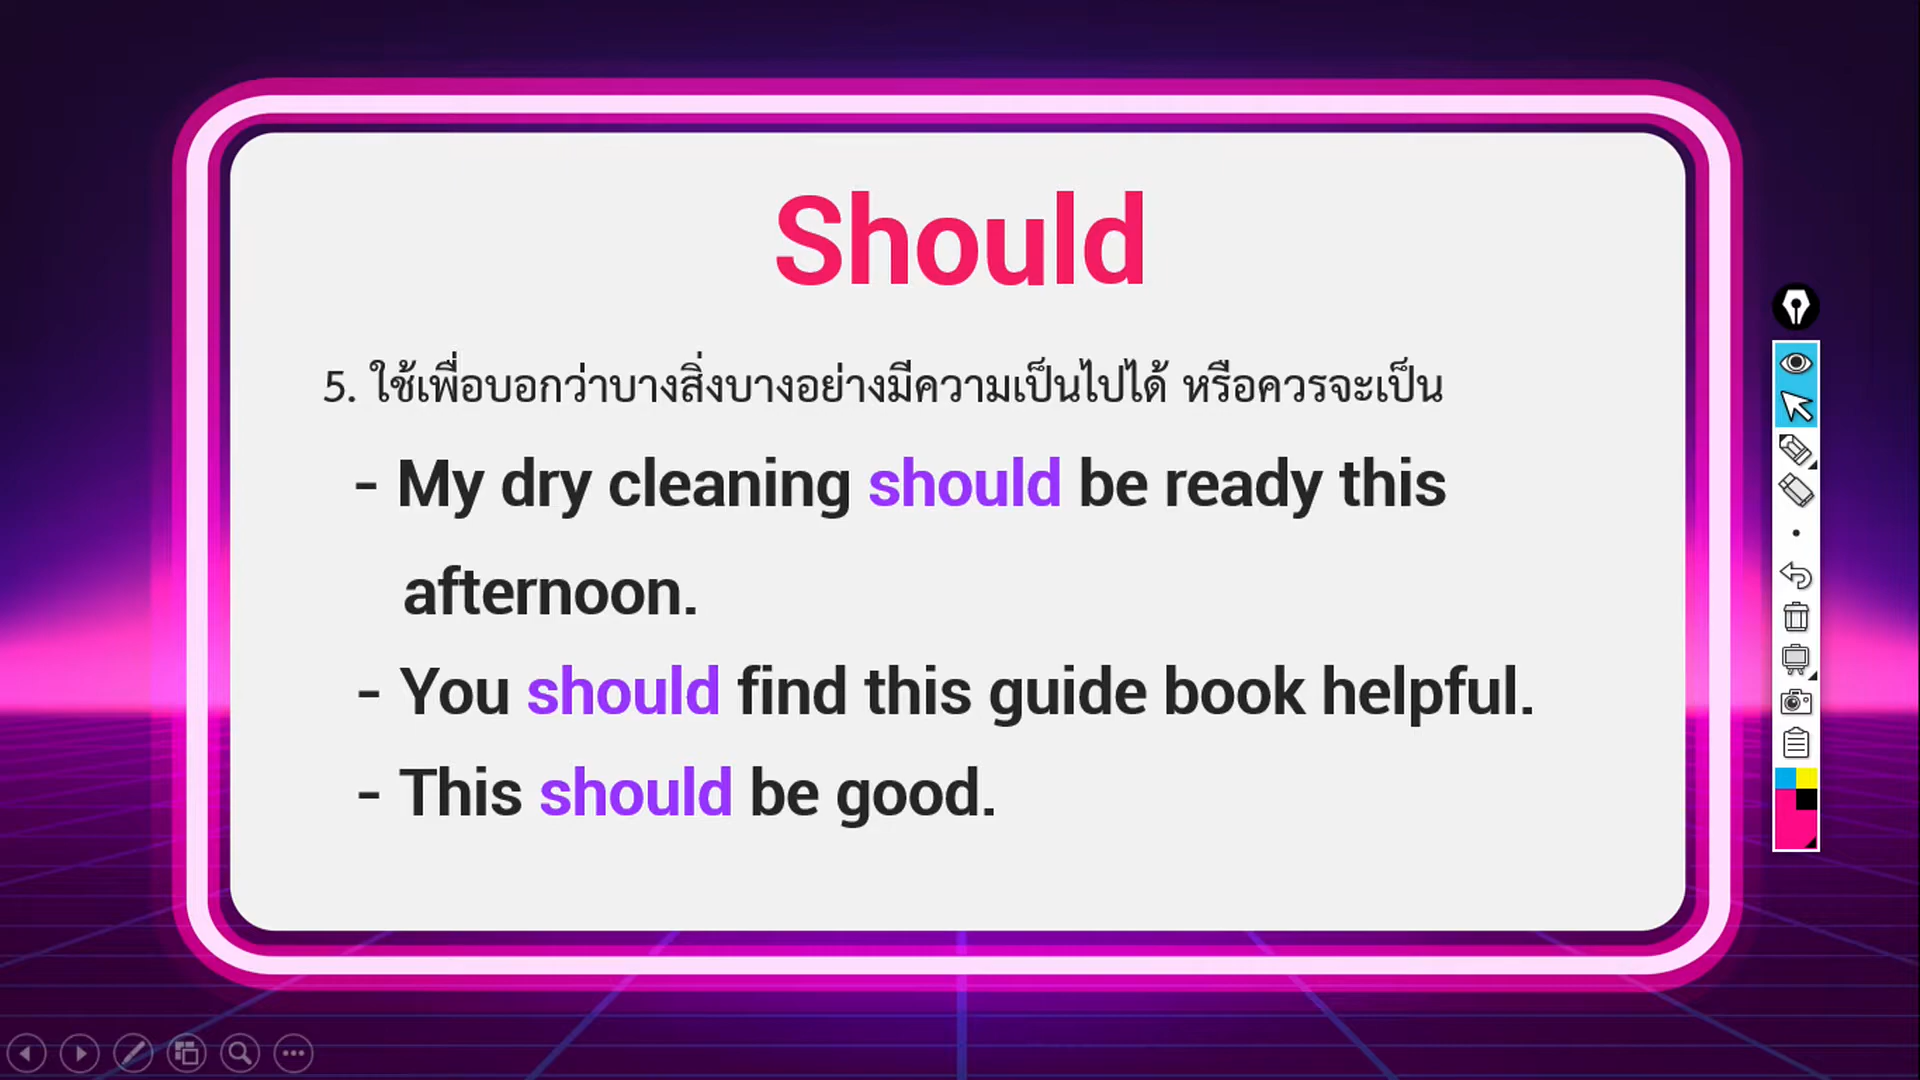 Should
5. ใช้เพื่อบอกว่าบางสิ่งบางอย่างมีความเป็นไปได้ หรือควรจะเป็น
- My dry cleaning should be ready this
afternoon.
- You should find this guide book helpful.
- This should be good.